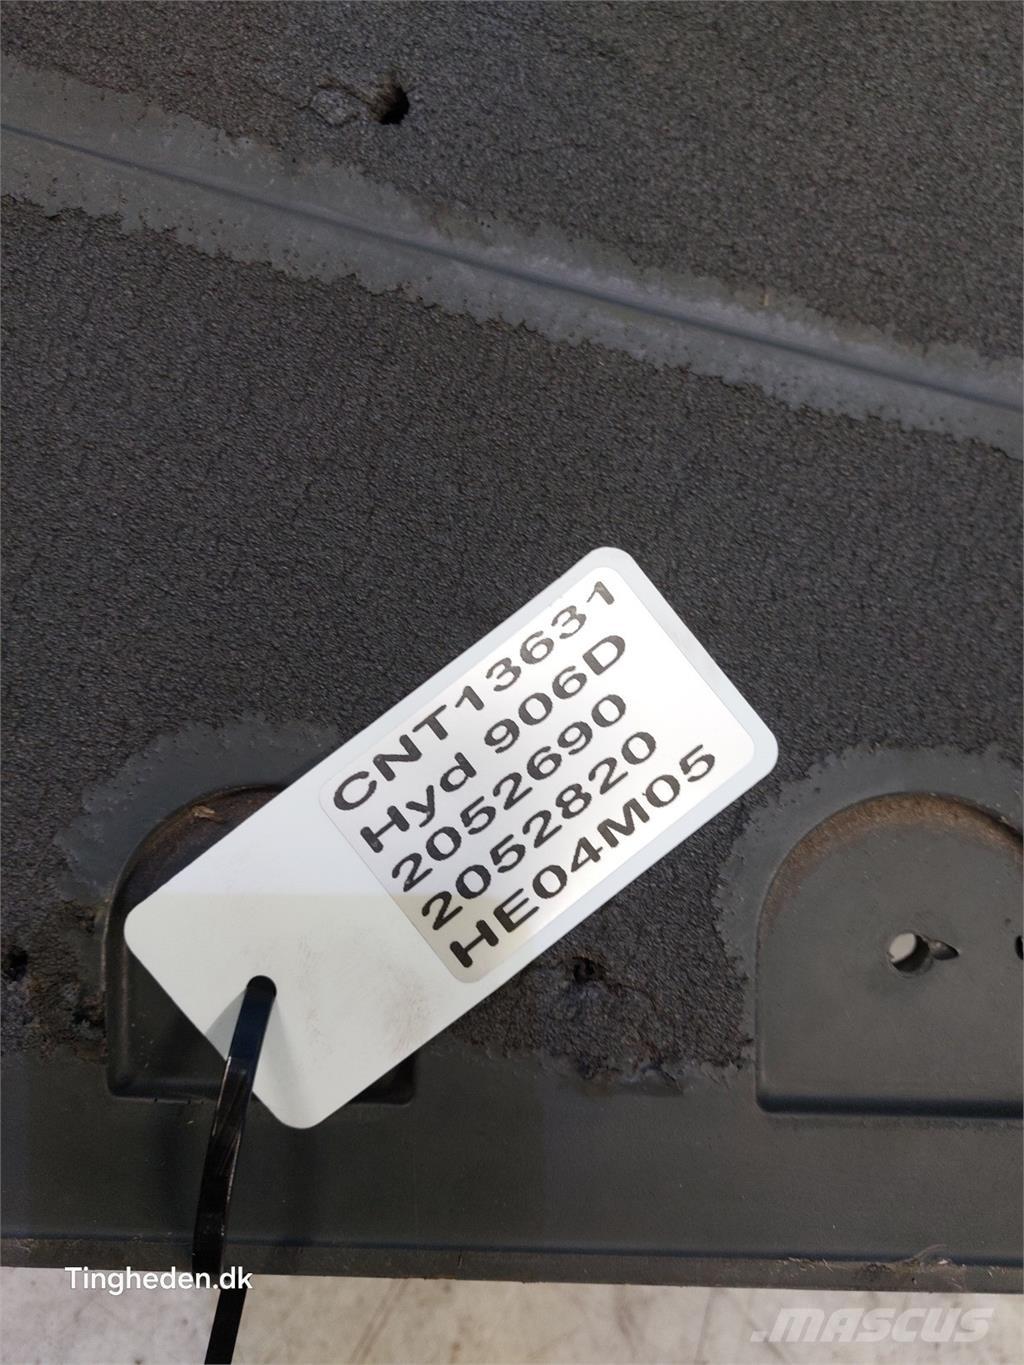 CNT13631
Hyd 906D
2052690
2052820
HE04M05
Tingheden.dk
.MASCUS